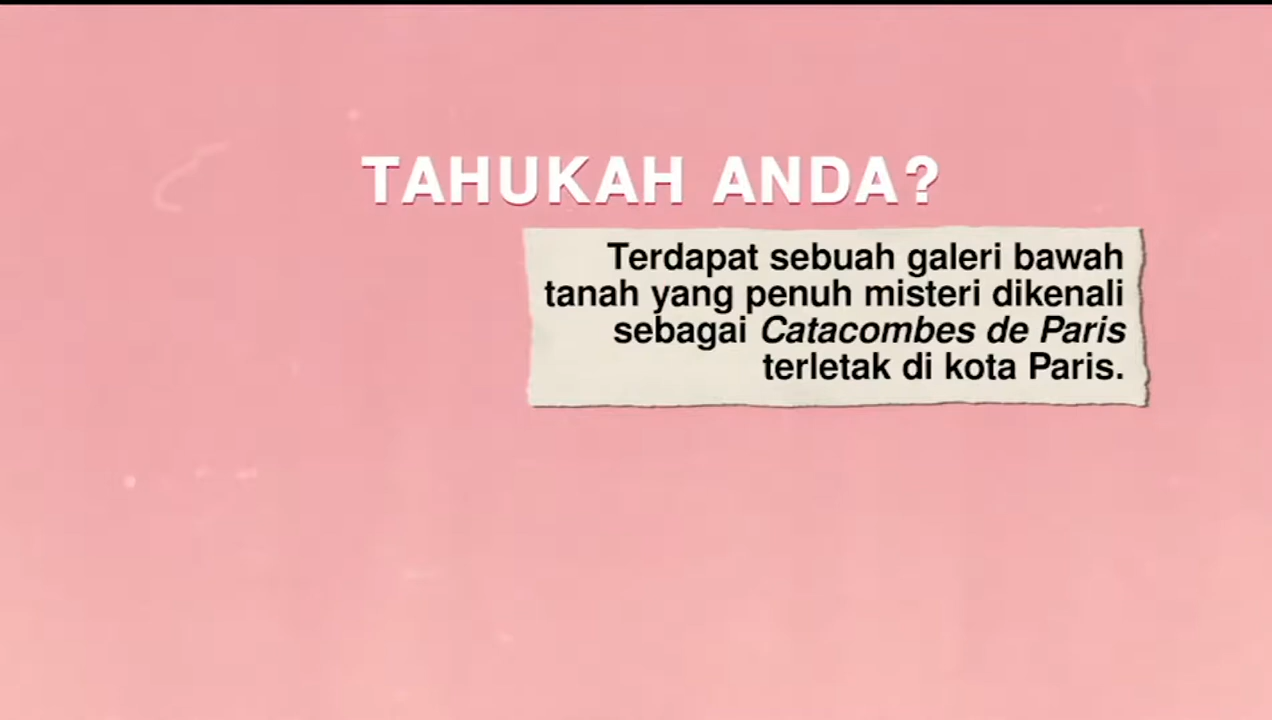 TAHUKAH ANDA?
Terdapat sebuah galeri bawah
tanah yang penuh misteri dikenali
sebagai Catacombes de Paris
terletak di kota Paris.